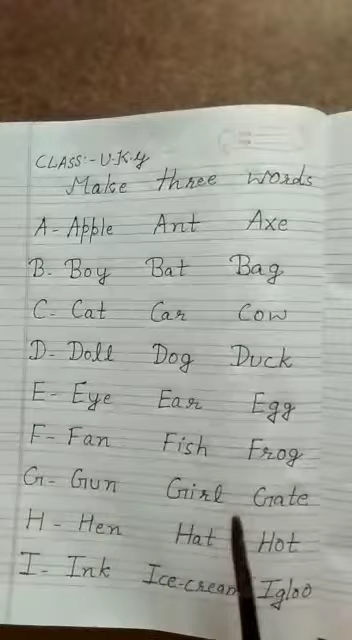 CLASS:- U.K.G
Make three words
A - Apple Ant Axe
B - Boy Bat Bag
C - Cat Car Cow
D - Doll Dog Duck
E - Eye Ear Egg
F - Fan Fish Frog
G - Gun Girl Gate
H - Hen Hat Hot
I - Ink Ice-cream Igloo